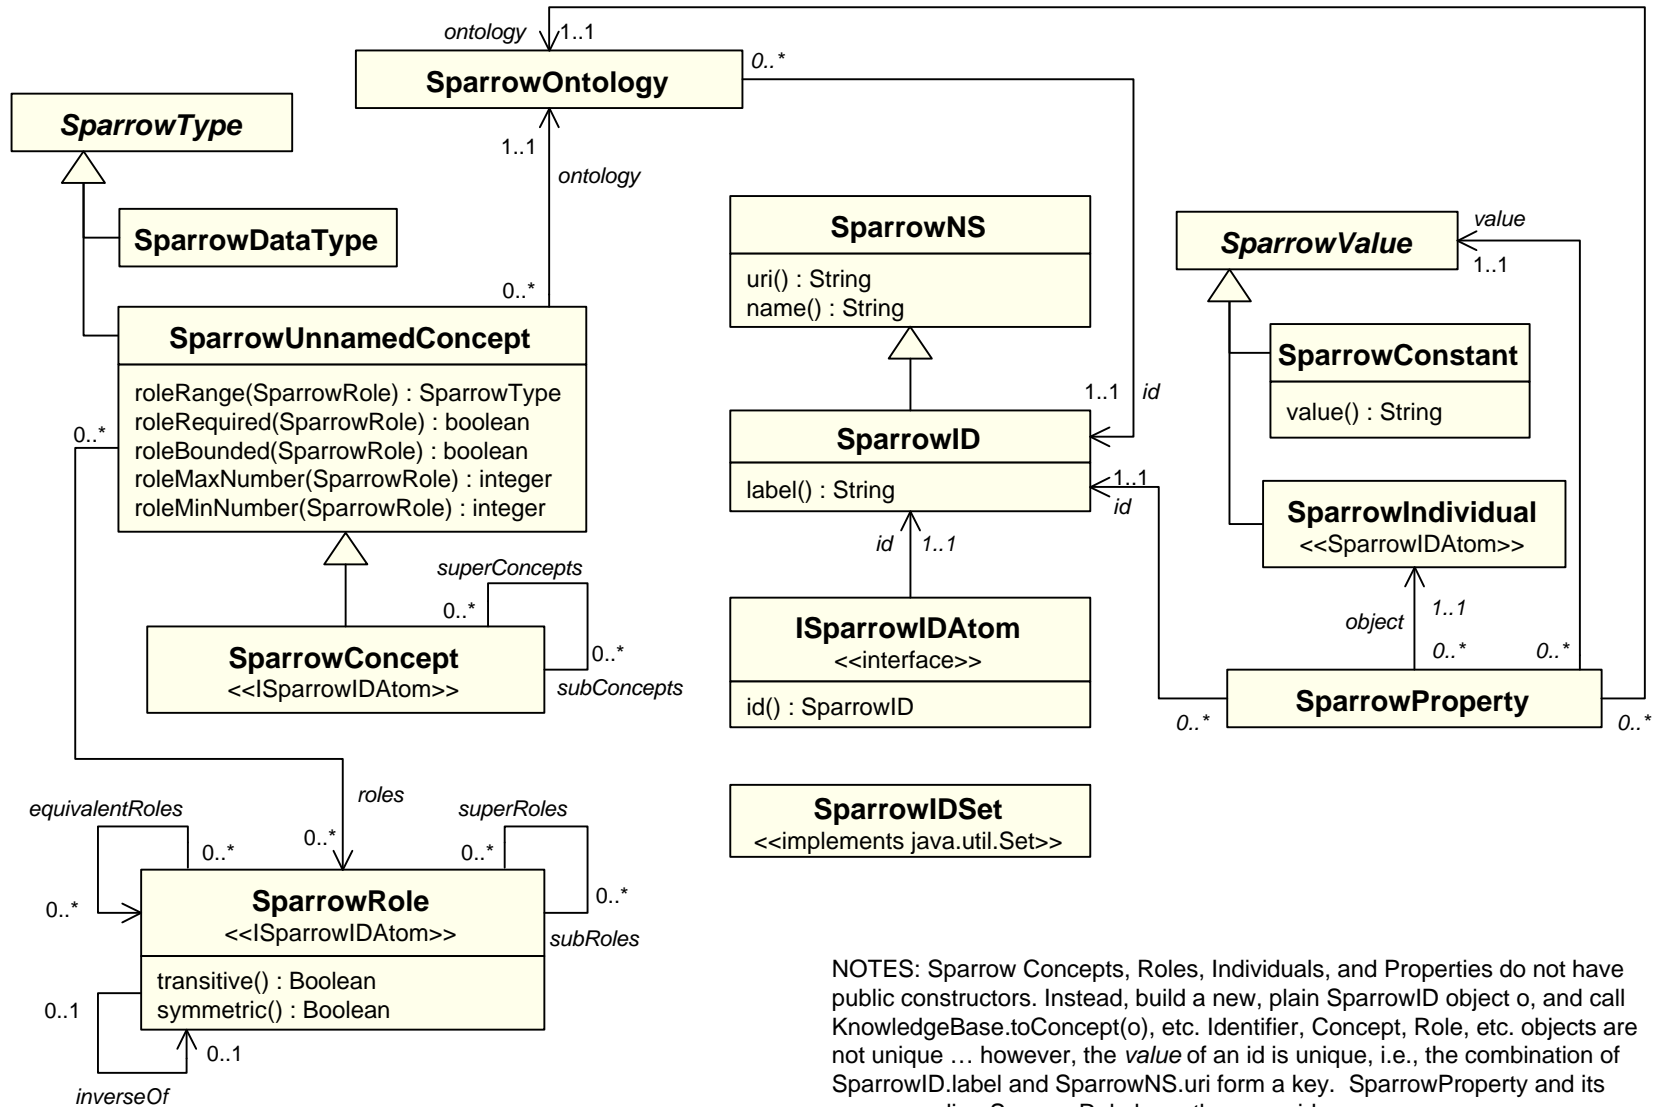 ontology
1..1
SparrowOntology
0..*
SparrowType
1..1
ontology
SparrowDataType
0..*
SparrowUnnamedConcept
roleRange(SparrowRole) : SparrowType
roleRequired(SparrowRole) : boolean
roleBounded(SparrowRole) : boolean
roleMaxNumber(SparrowRole) : integer
roleMinNumber(SparrowRole) : integer
0..*
superConcepts
0..*
SparrowConcept
<<ISparrowIDAtom>>
0..*
subConcepts
roles
0..*
equivalentRoles
0..*
0..*
superRoles
0..*
0..*
subRoles
SparrowRole
<<ISparrowIDAtom>>
transitive() : Boolean
symmetric() : Boolean
0..1
0..1
inverseOf
SparrowNS
uri() : String
name() : String
1..1 id
SparrowID
label() : String
1..1
id
id 1..1
ISparrowIDAtom
<<interface>>
id() : SparrowID
SparrowIDSet
<<implements java.util.Set>>
SparrowValue
value
1..1
SparrowConstant
value() : String
SparrowIndividual
<<SparrowIDAtom>>
1..1
object
0..*
0..*
SparrowProperty
0..*
0..*
NOTES: Sparrow Concepts, Roles, Individuals, and Properties do not have
public constructors. Instead, build a new, plain SparrowID object o, and call
KnowledgeBase.toConcept(o), etc. Identifier, Concept, Role, etc. objects are
not unique … however, the value of an id is unique, i.e., the combination of
SparrowID.label and SparrowNS.uri form a key. SparrowProperty and its